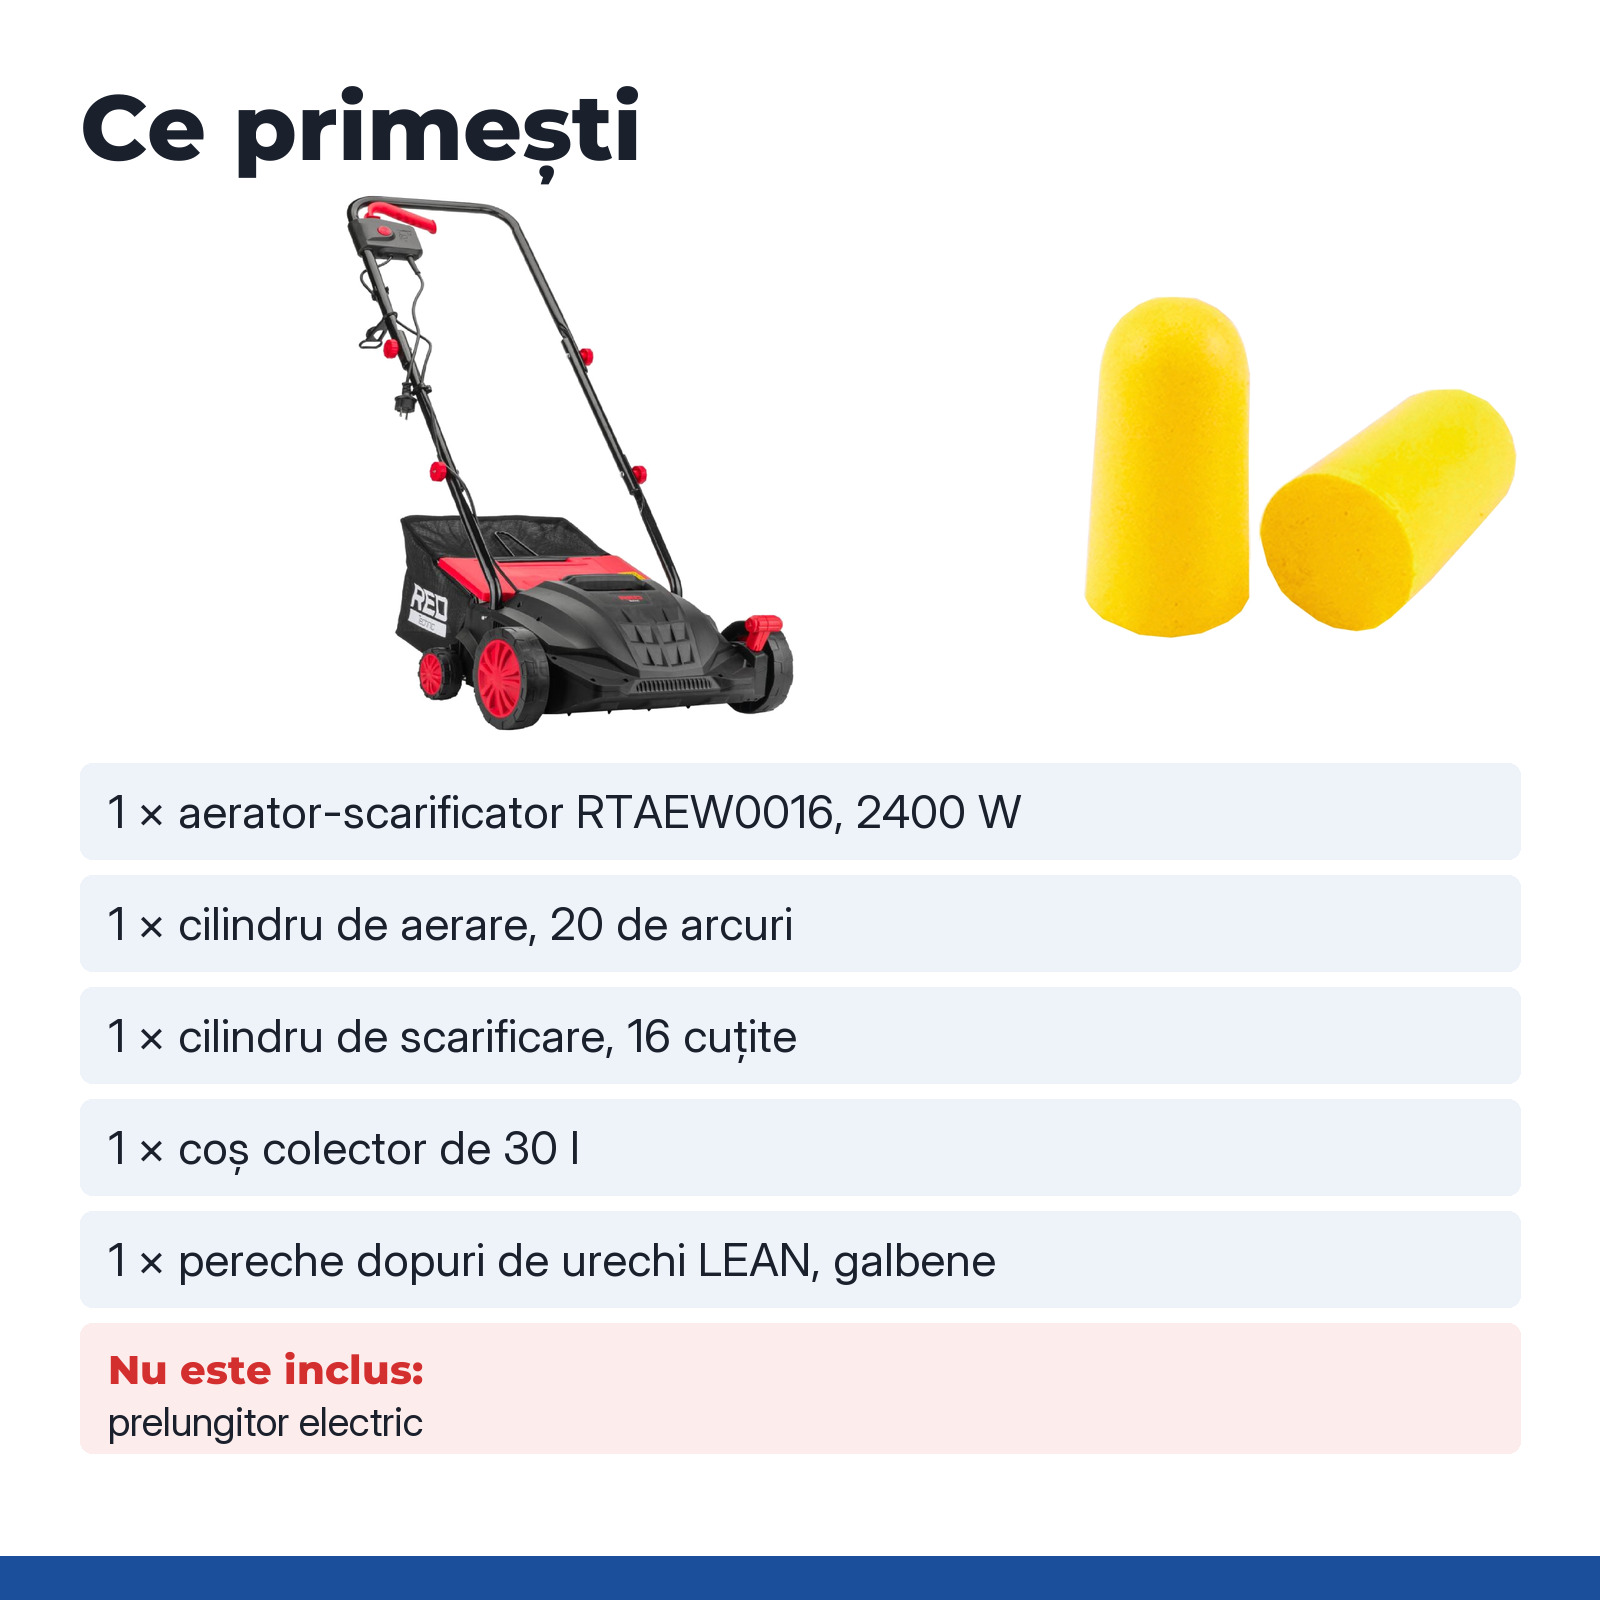 Ce primești
RED
1 × aerator-scarificator RTAEW0016, 2400 W
1 × cilindru de aerare, 20 de arcuri
1 × cilindru de scarificare, 16 cuțite
1 × coș colector de 30 l
1 × pereche dopuri de urechi LEAN, galbene
Nu este inclus:
prelungitor electric